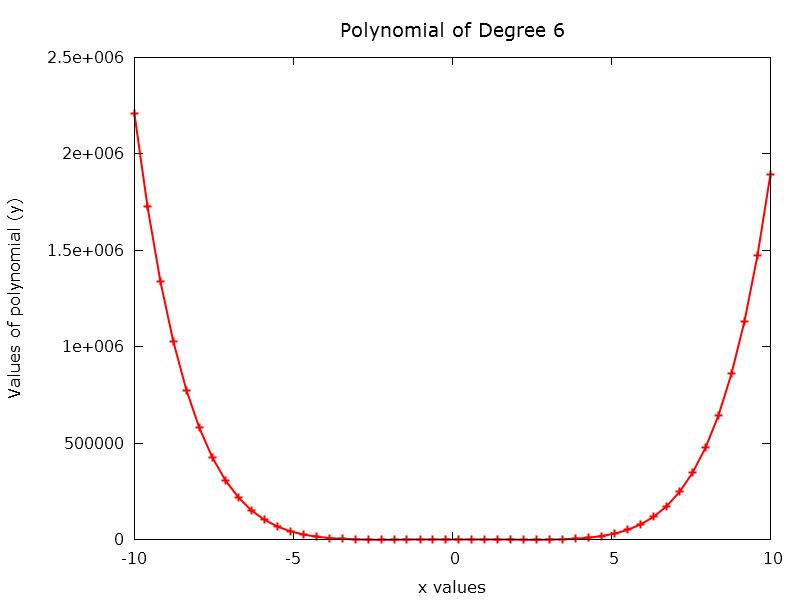 Polynomial of Degree 6
2.5e+006
2e+006
1.5e+006
1e+006
500000
0
Values of polynomial (y)
-10 -5 0 5 10
x values